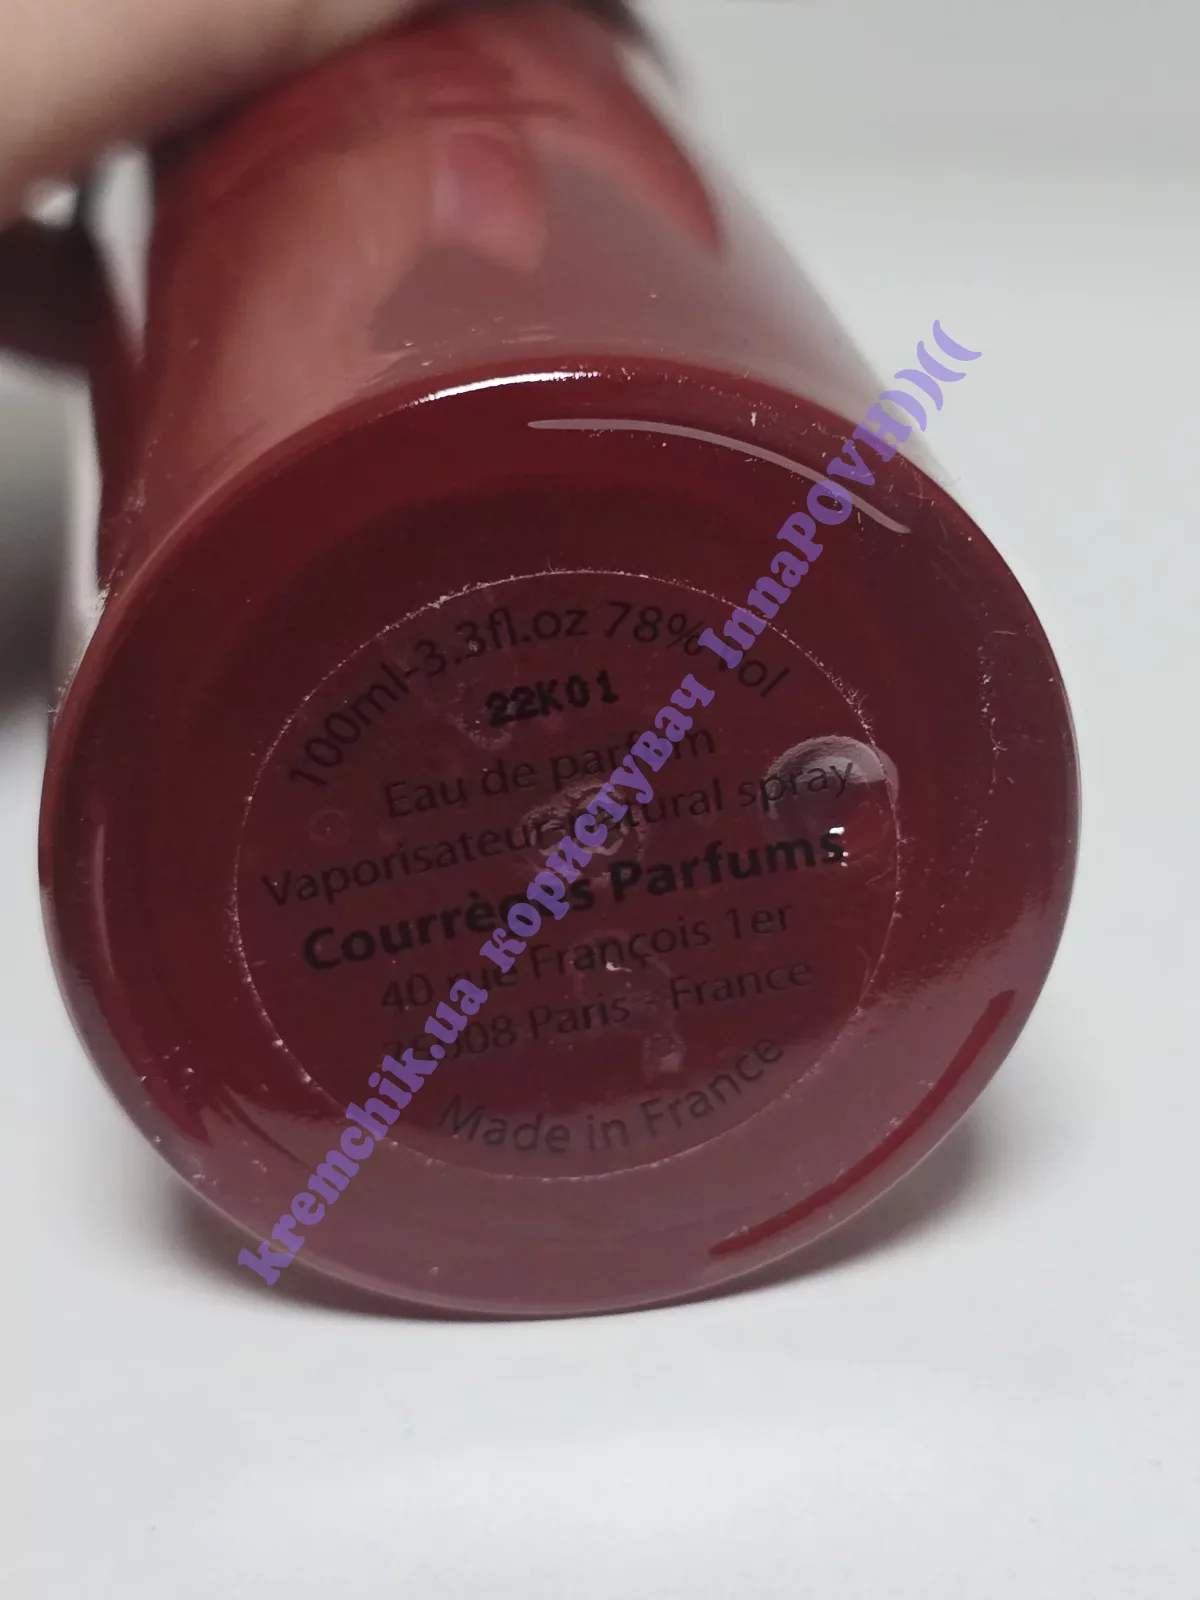 100ml-3.3fl.oz 78% vol
22K01
Eau de parfum
Vaporisateur-natural spray
Courrèges Parfums
40 rue François 1er
75008 Paris - France
Made in France
kremchik.ua користувач InnaPOVH))((